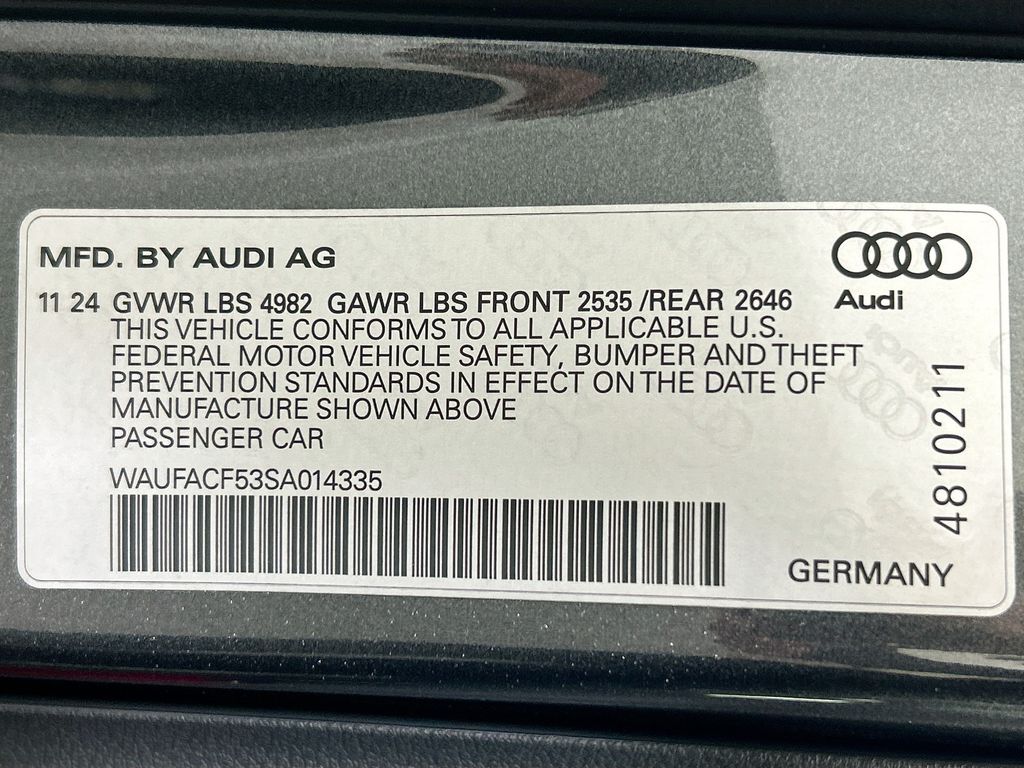 MFD. BY AUDI AG
11 24 GVWR LBS 4982 GAWR LBS FRONT 2535 /REAR 2646
THIS VEHICLE CONFORMS TO ALL APPLICABLE U.S.
FEDERAL MOTOR VEHICLE SAFETY, BUMPER AND THEFT
PREVENTION STANDARDS IN EFFECT ON THE DATE OF
MANUFACTURE SHOWN ABOVE
PASSENGER CAR
WAUFACF53SA014335
Audi
4810211
GERMANY